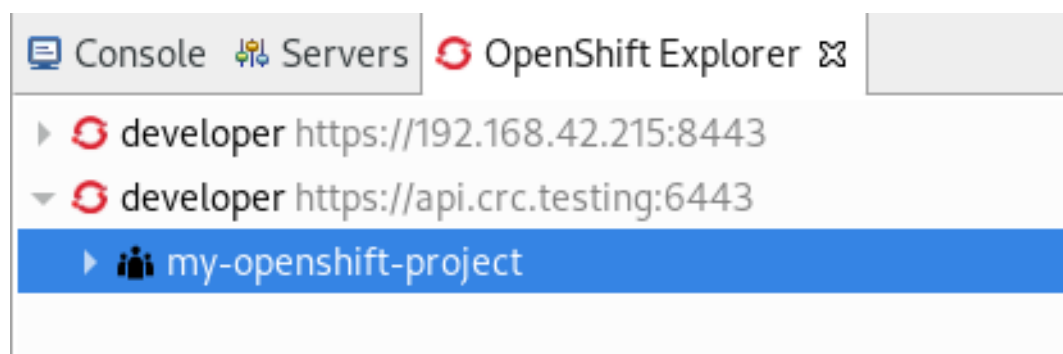 Console Servers OpenShift Explorer
developer https://192.168.42.215:8443
developer https://api.crc.testing:6443
my-openshift-project